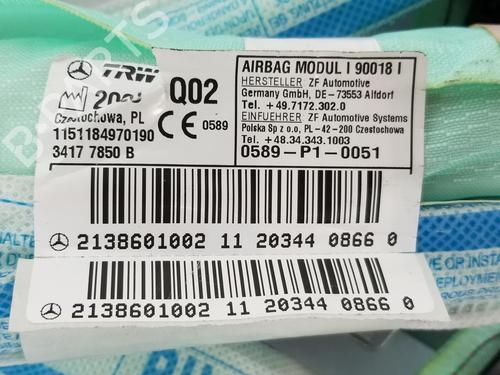 TRW Q02
Czestochowa, PL
1151184970190
3417 7850 B
CE 0589
AIRBAG MODUL I 90018 I
HERSTELLER ZF Automotive
Germany GmbH, DE - 73553 Alfdorf
Tel. +49.7172.302.0
EINFUEHRER ZF Automotive Systems
Polska Sp z o.o, PL - 42 - 200 Czestochowa
Tel. +48.34.343.1003
0589-P1-0051
2138601002 11 20344 0866 0
2138601002 11 20344 0866 0